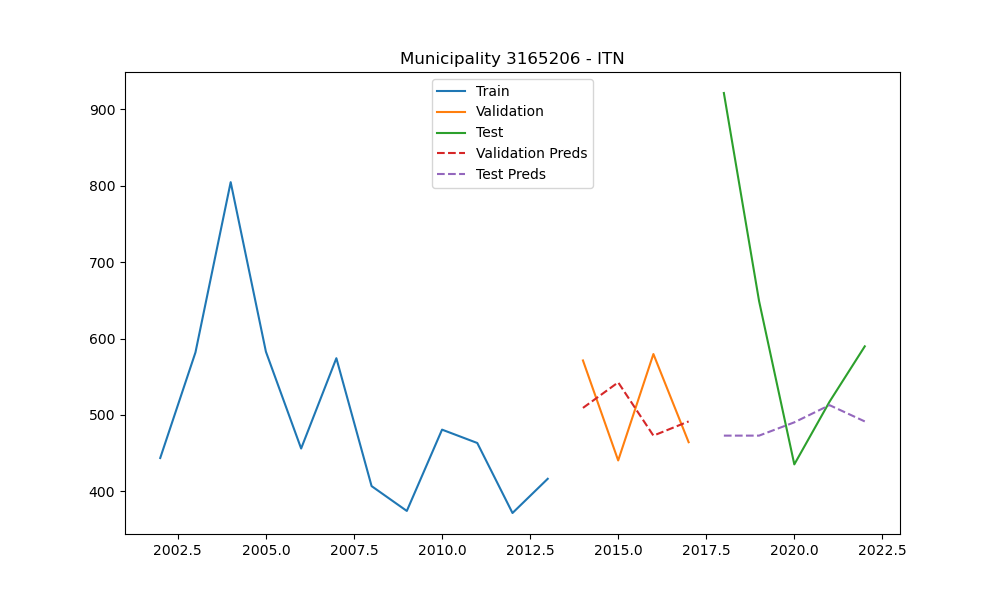 Municipality 3165206 - ITN
Train
Validation
Test
Validation Preds
Test Preds
900
800
700
600
500
400
2002.5 2005.0 2007.5 2010.0 2012.5 2015.0 2017.5 2020.0 2022.5